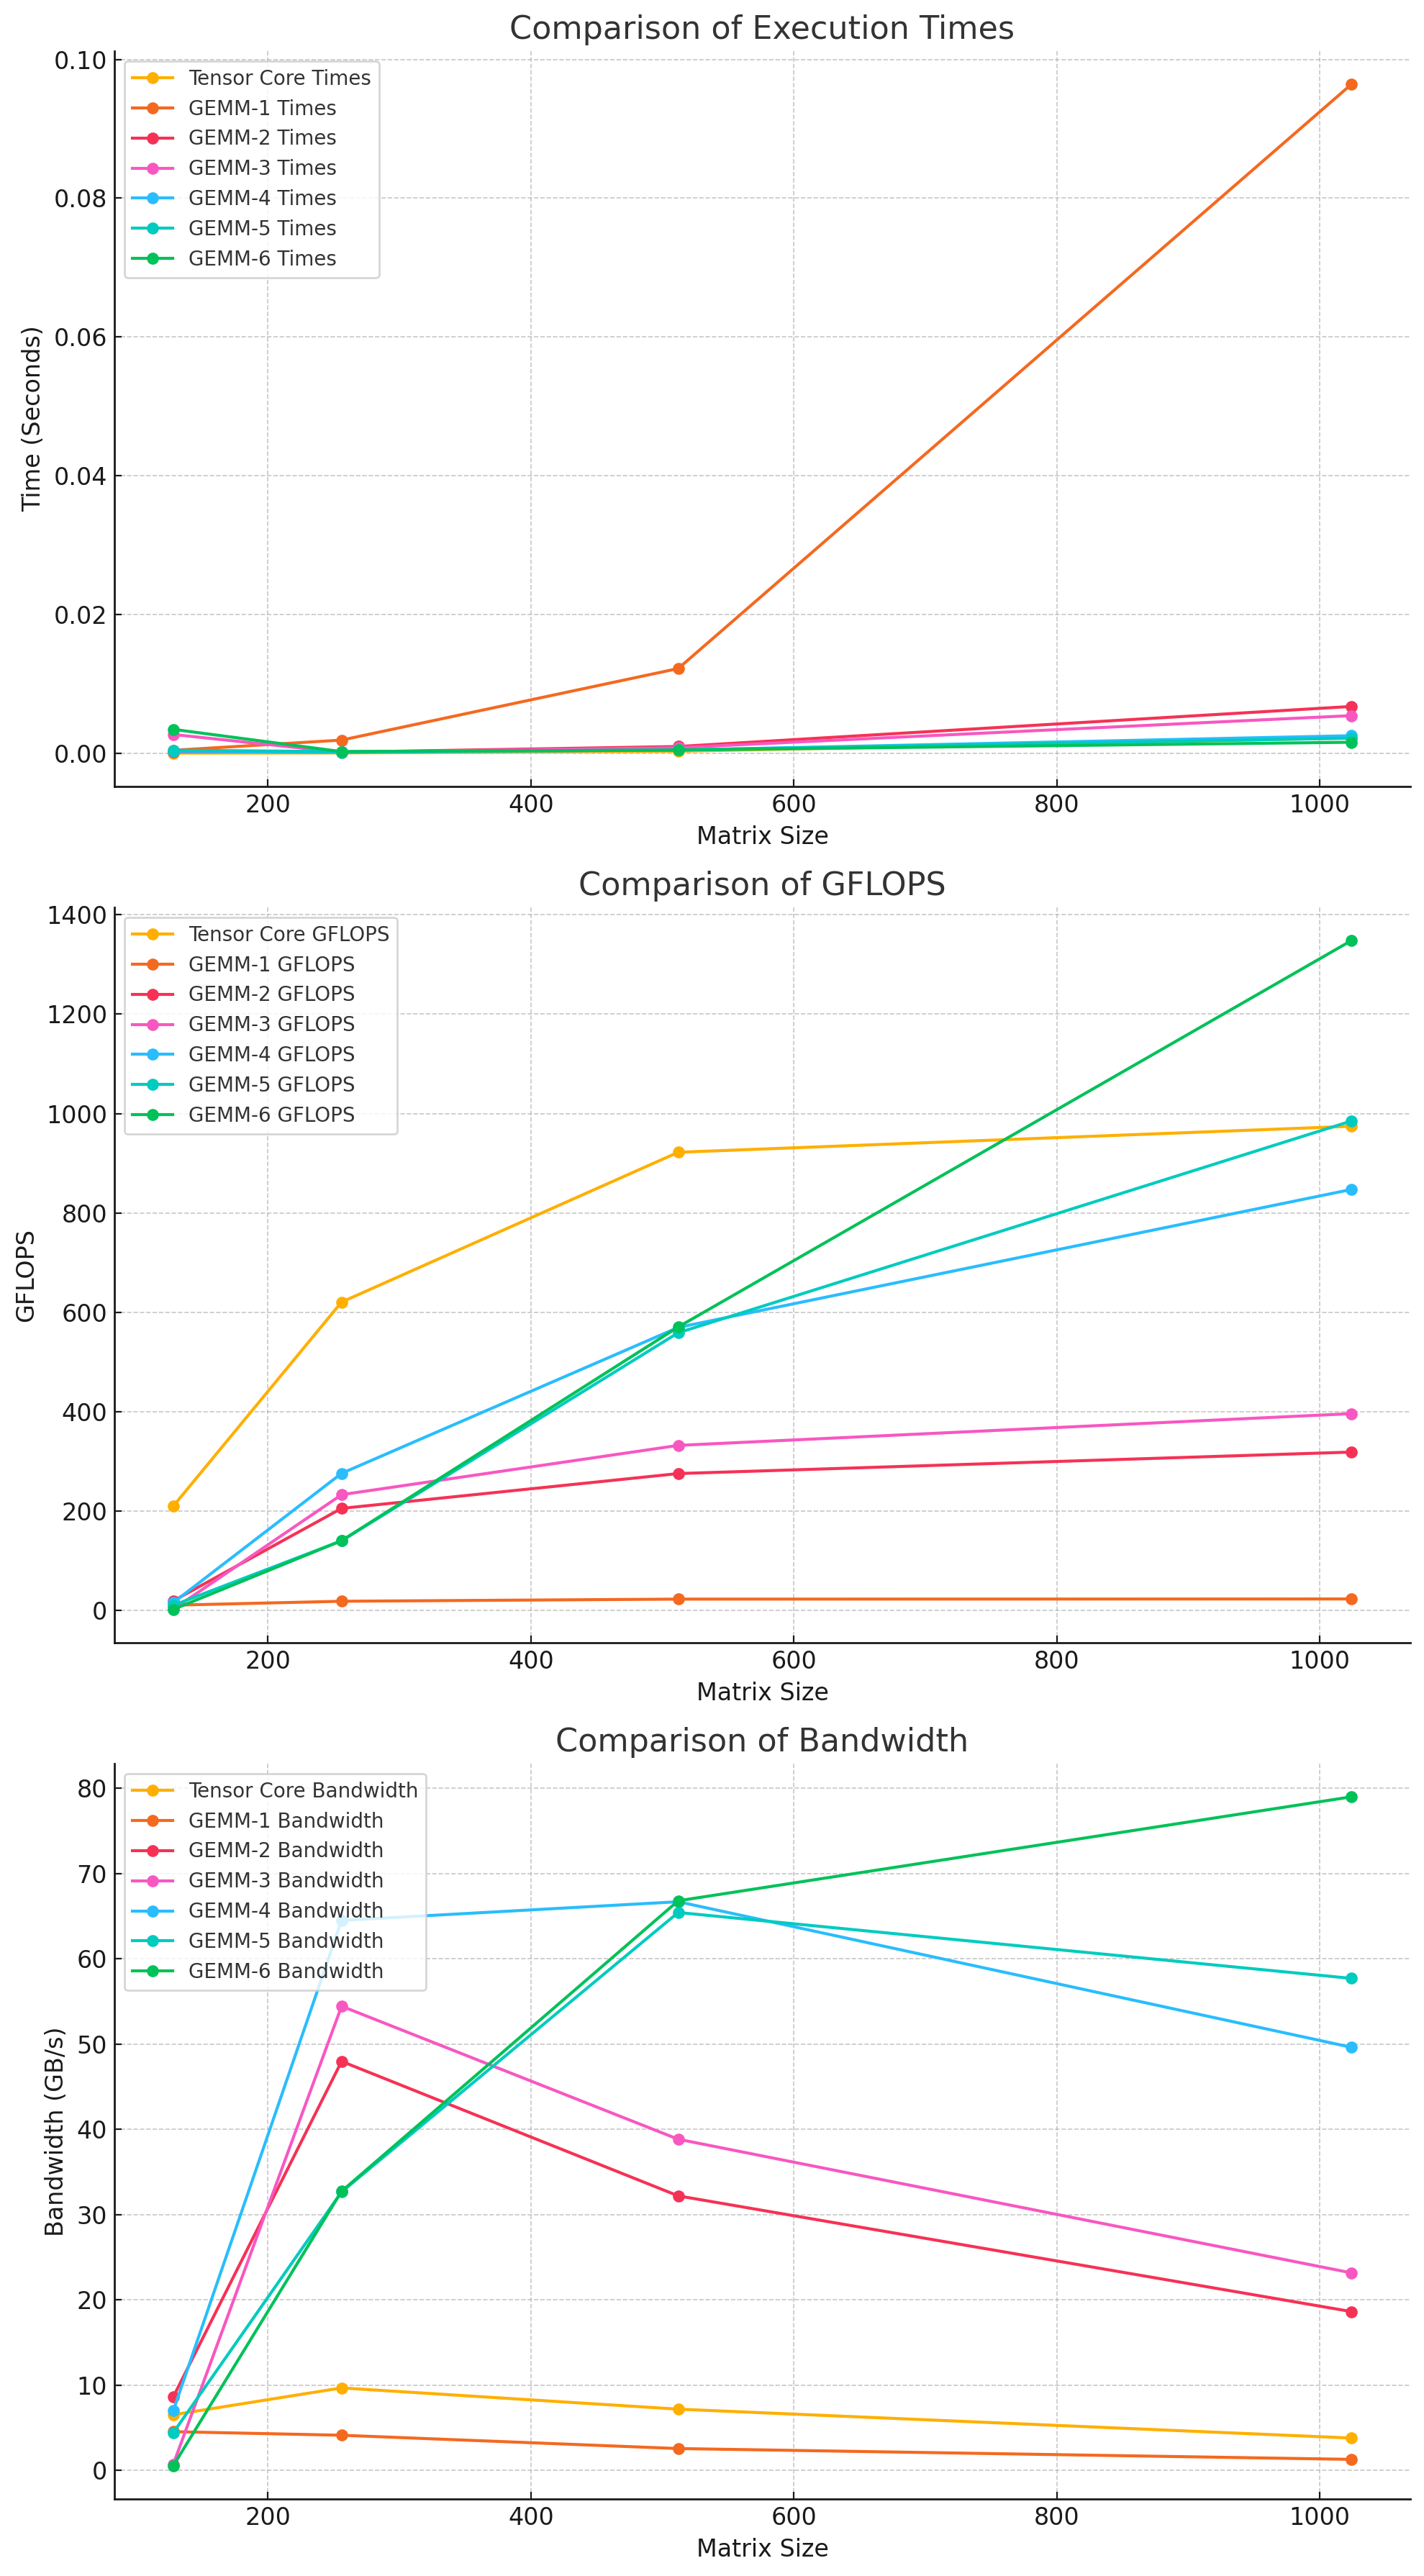 Comparison of Execution Times
0.10
0.08
0.06
0.04
0.02
0.00
Time (Seconds)
Tensor Core Times
GEMM-1 Times
GEMM-2 Times
GEMM-3 Times
GEMM-4 Times
GEMM-5 Times
GEMM-6 Times
200 400 600 800 1000
Matrix Size
Comparison of GFLOPS
1400
1200
1000
800
600
400
200
0
GFLOPS
Tensor Core GFLOPS
GEMM-1 GFLOPS
GEMM-2 GFLOPS
GEMM-3 GFLOPS
GEMM-4 GFLOPS
GEMM-5 GFLOPS
GEMM-6 GFLOPS
200 400 600 800 1000
Matrix Size
Comparison of Bandwidth
80
70
60
50
40
30
20
10
0
Bandwidth (GB/s)
Tensor Core Bandwidth
GEMM-1 Bandwidth
GEMM-2 Bandwidth
GEMM-3 Bandwidth
GEMM-4 Bandwidth
GEMM-5 Bandwidth
GEMM-6 Bandwidth
200 400 600 800 1000
Matrix Size